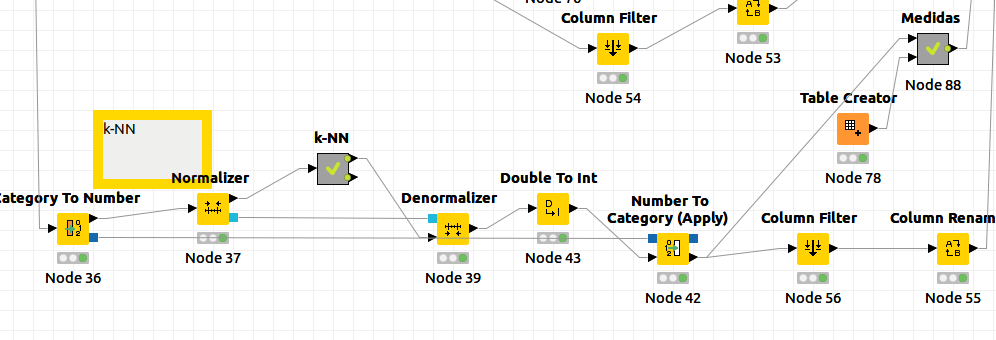 Column Filter
Node 54
Node 53
Medidas
Node 88
Table Creator
Node 78
k-NN
k-NN
Category To Number
Node 36
Normalizer
Node 37
Denormalizer
Node 39
Double To Int
Node 43
Number To
Category (Apply)
Node 42
Column Filter
Node 56
Column Renam
Node 55